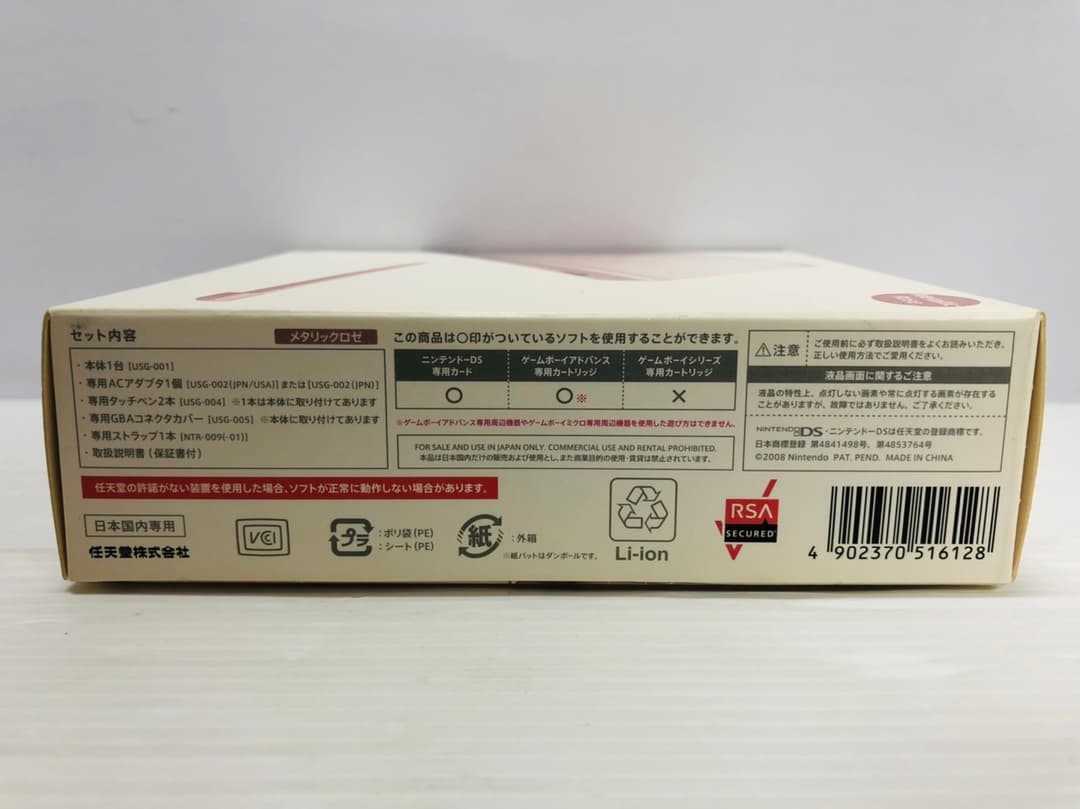 セット内容
メタリックロゼ
・本体1台 [USG-001]
・専用ACアダプタ1個 [USG-002(JPN/USA)]または[USG-002(JPN)]
・専用タッチペン2本 [USG-004] ※1本は本体に取り付けてあります
・専用GBAコネクタカバー [USG-005] ※本体に取り付けてあります
・専用ストラップ1本 [NTR-009(-01)]
・取扱説明書(保証書付)
この商品は〇印がついているソフトを使用することができます。
ニンテンドーDS専用カード
ゲームボーイアドバンス専用カートリッジ
ゲームボーイシリーズ専用カートリッジ
〇
〇※
×
※ゲームボーイアドバンス専用周辺機器やゲームボーイミクロ専用周辺機器を使用した遊び方はできません。
FOR SALE AND USE IN JAPAN ONLY. COMMERCIAL USE AND RENTAL PROHIBITED.
本品は日本国内だけの販売および使用とし、また商業目的の使用・賃貸は禁止されています。
注意
ご使用前に必ず取扱説明書をよくお読みいただき、
正しい使用方法でご愛用ください。
液晶画面に関するご注意
液晶の特性上、点灯しない画素や常に点灯する画素が存在する
ことがありますが、故障ではありません。ご了承ください。
NINTENDO DS・ニンテンドーDSは任天堂の登録商標です。
日本商標登録 第4841498号、第4853764号
©2008 Nintendo PAT. PEND. MADE IN CHINA
任天堂の許諾がない装置を使用した場合、ソフトが正常に動作しない場合があります。
日本国内専用
任天堂株式会社
VCCI
プラ
:ポリ袋(PE)
:シート(PE)
紙
:外箱
※紙パットはダンボールです。
Li-ion
RSA
SECURED
4 902370 516128